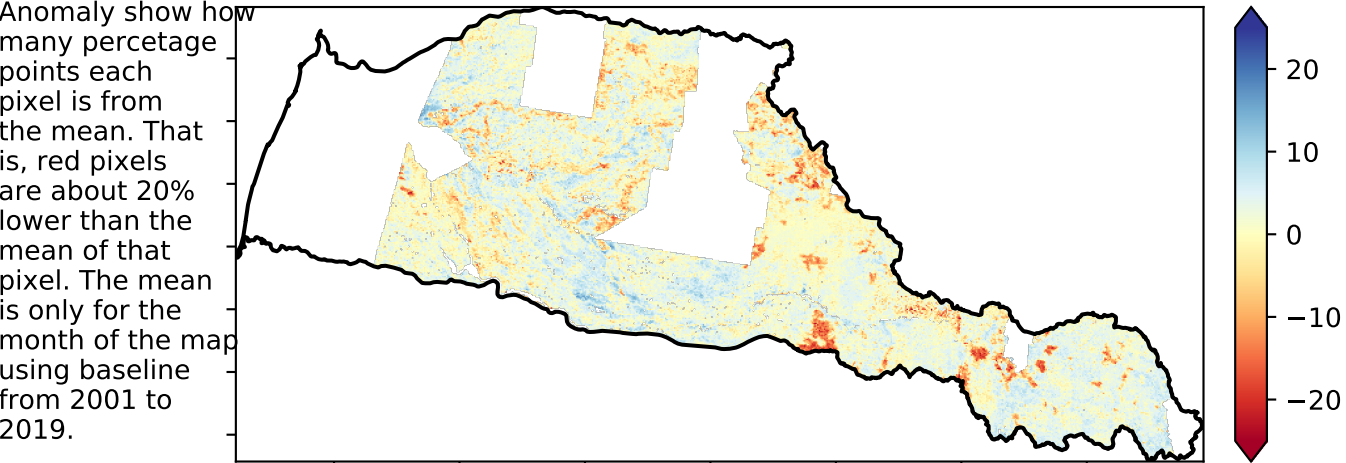 Anomaly show how
many percetage
points each
pixel is from
the mean. That
is, red pixels
are about 20%
lower than the
mean of that
pixel. The mean
is only for the
month of the map
using baseline
from 2001 to
2019.
20
10
0
−10
−20